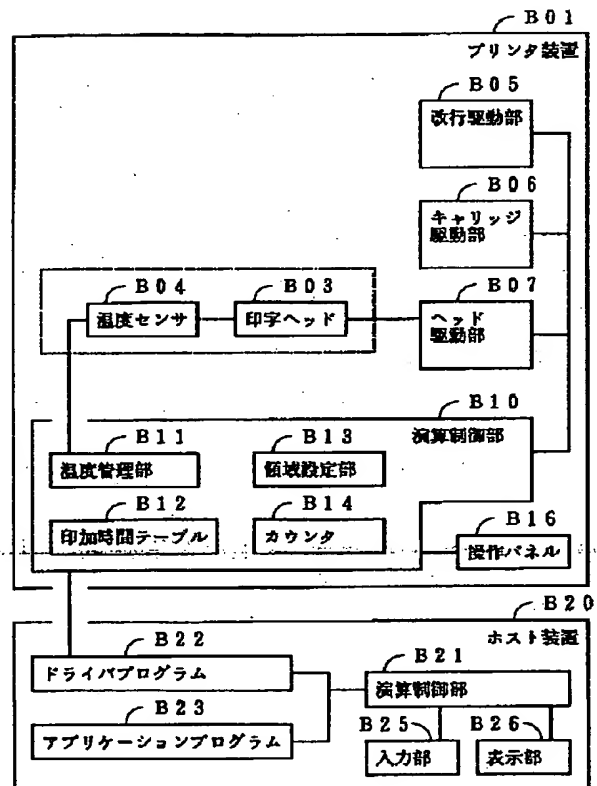 B01
プリンタ装置
B05
改行駆動部
B06
キャリッジ
駆動部
B04
B03
B07
温度センサ
印字ヘッド
ヘッド
駆動部
B10
演算制御部
B11
B13
温度管理部
領域設定部
B12
B14
B16
印加時間テーブル
カウンタ
操作パネル
B20
ホスト装置
B22
B21
ドライバプログラム
演算制御部
B23
B25
B26
アプリケーションプログラム
入力部
表示部